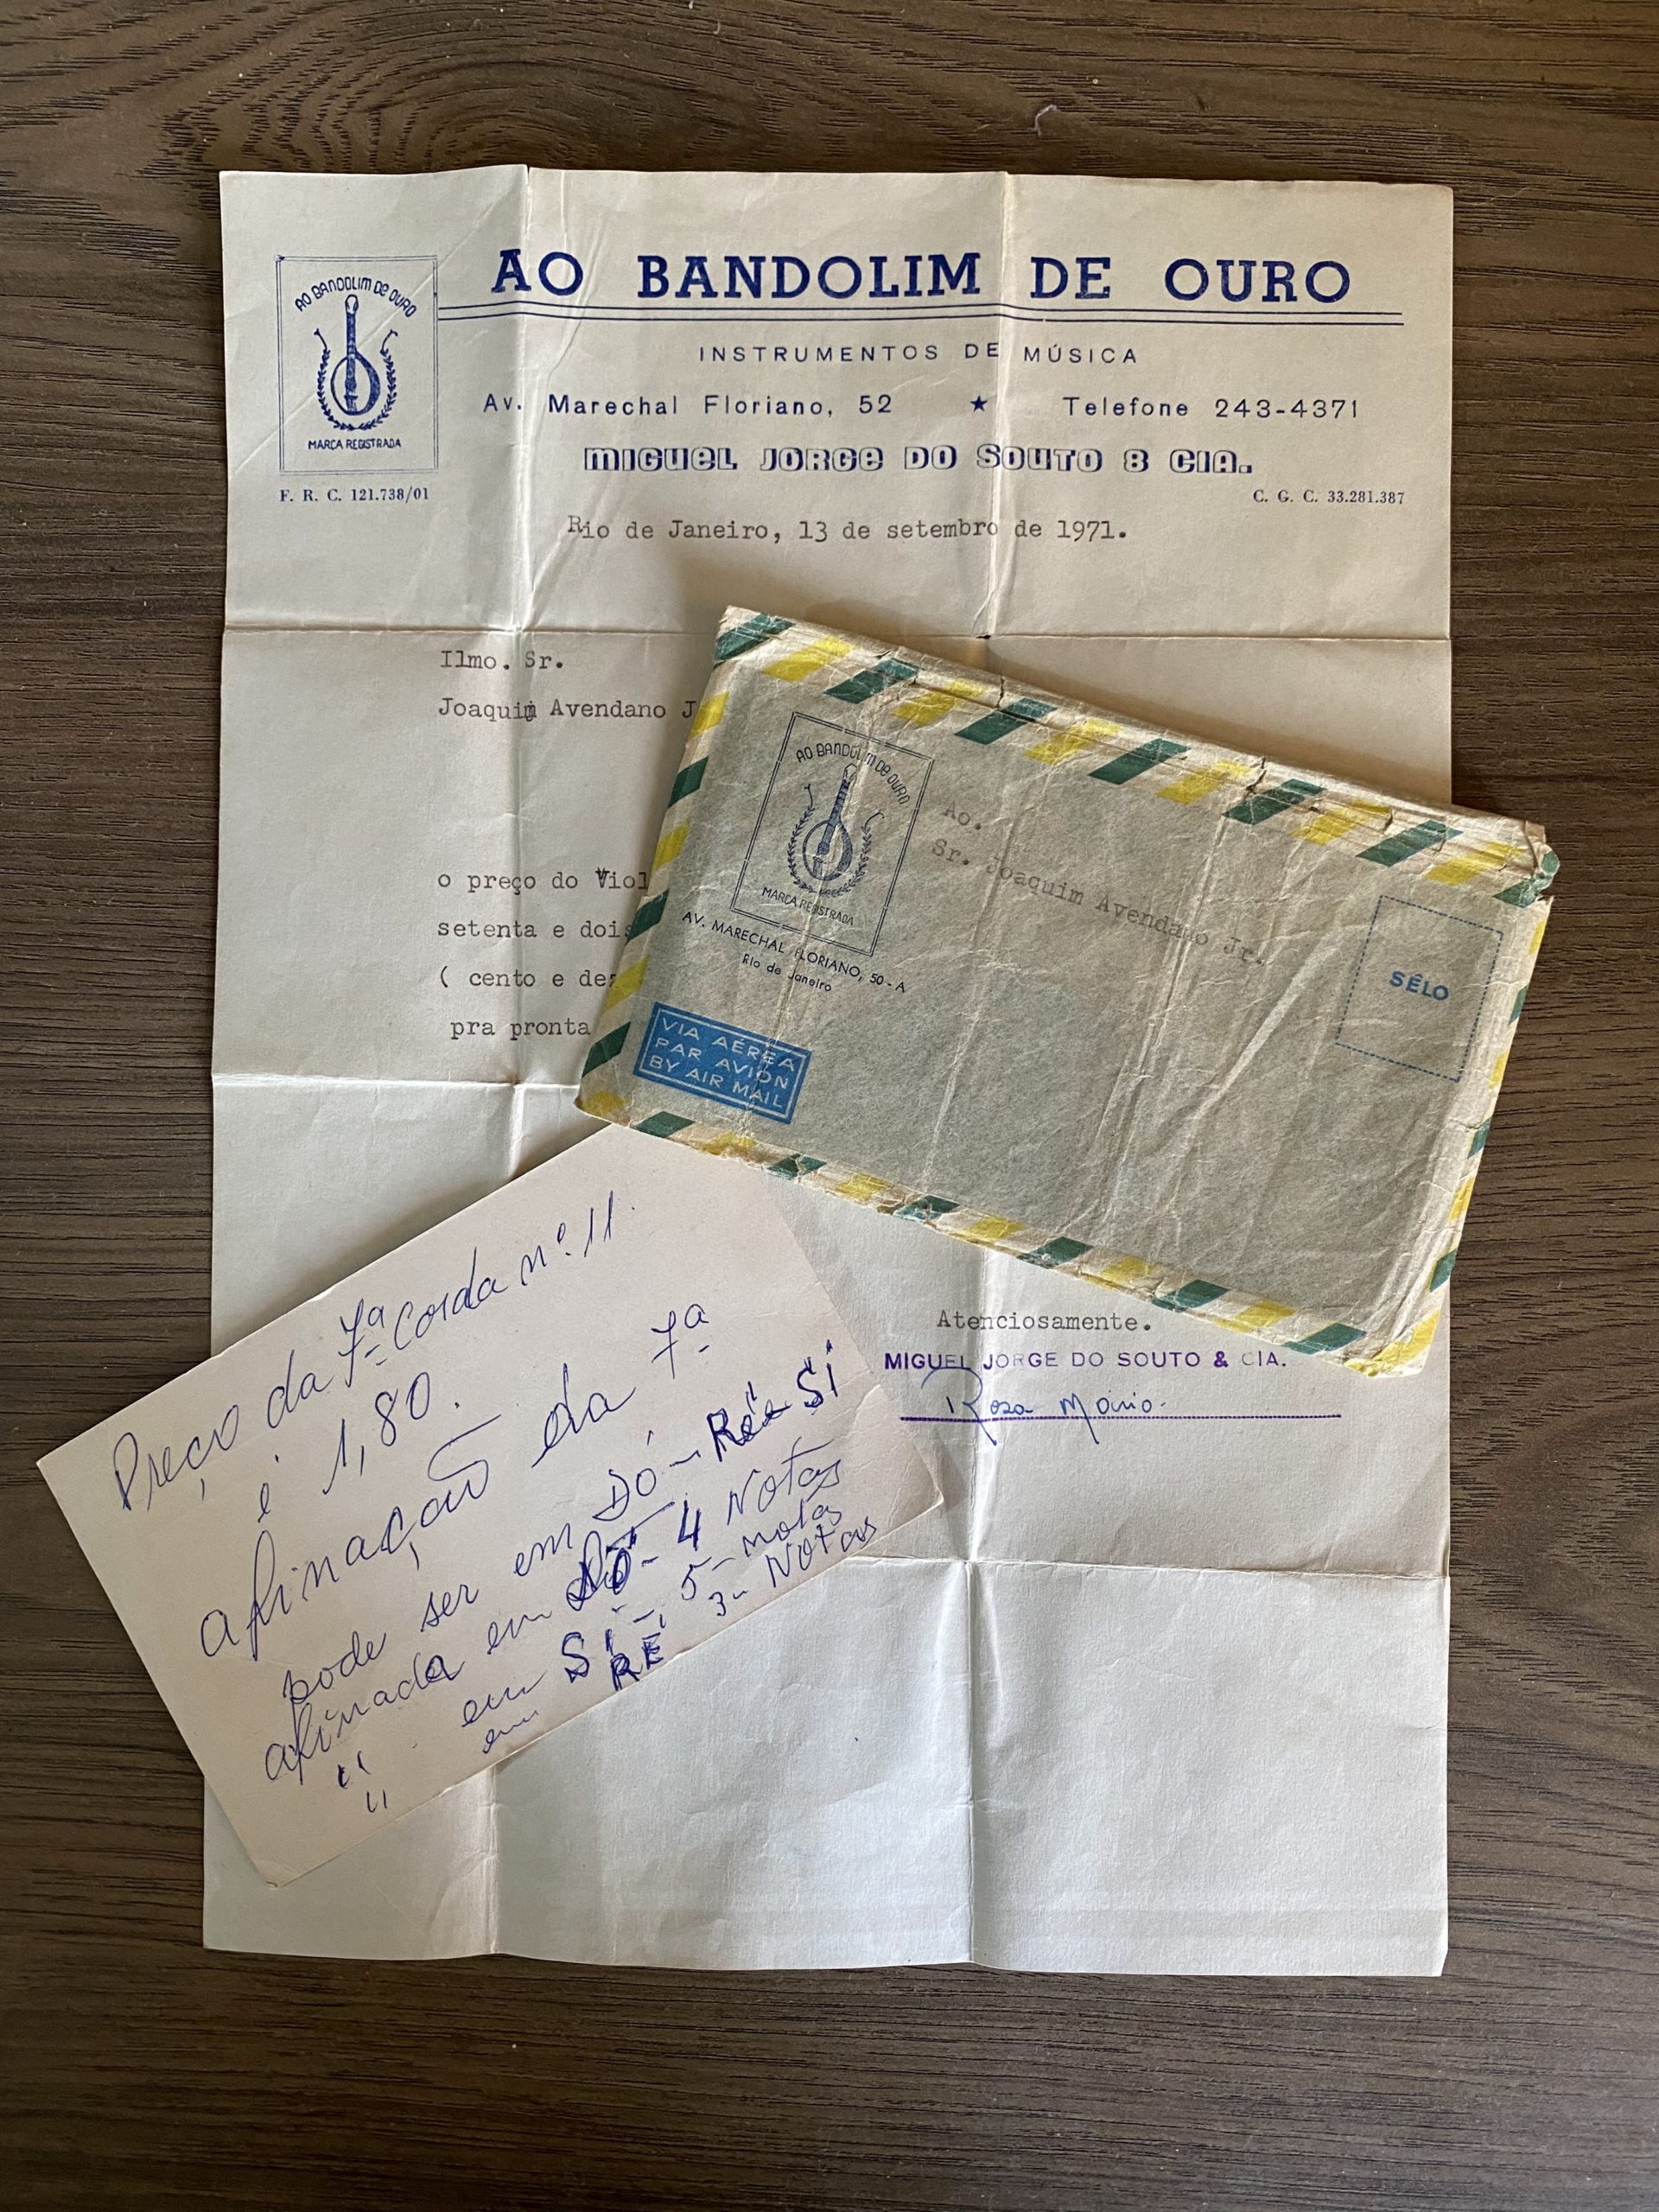 AO BANDOLIM DE OURO
AO BANDOLIM DE OURO
MARCA REGISTRADA
INSTRUMENTOS DE MÚSICA
Av. Marechal Floriano, 52 ★ Telefone 243-4371
MIGUEL JORGE DO SOUTO & CIA.
F. R. C. 121.738/01
C. G. C. 33.281.387
Rio de Janeiro, 13 de setembro de 1971.
Ilmo. Sr.
Joaquim Avendano J
o preço do Viol
setenta e dois
( cento e dez
pra pronta
AO BANDOLIM DE OURO
MARCA REGISTRADA
AV. MARECHAL FLORIANO, 50-A
Rio de Janeiro
Ao.
Sr. Joaquim Avendano Jr.
SÊLO
VIA AÉREA
PAR AVION
BY AIR MAIL
Atenciosamente.
MIGUEL JORGE DO SOUTO & CIA.
Rosa Maria
Preço da 7ª corda nº 11.
é 1,80.
afinação da 7ª
pode ser em DÓ - Ré e SI
afinada em DÓ - 4 Notas
" em SI - 5 - notas
" em RÉ 3 - Notas